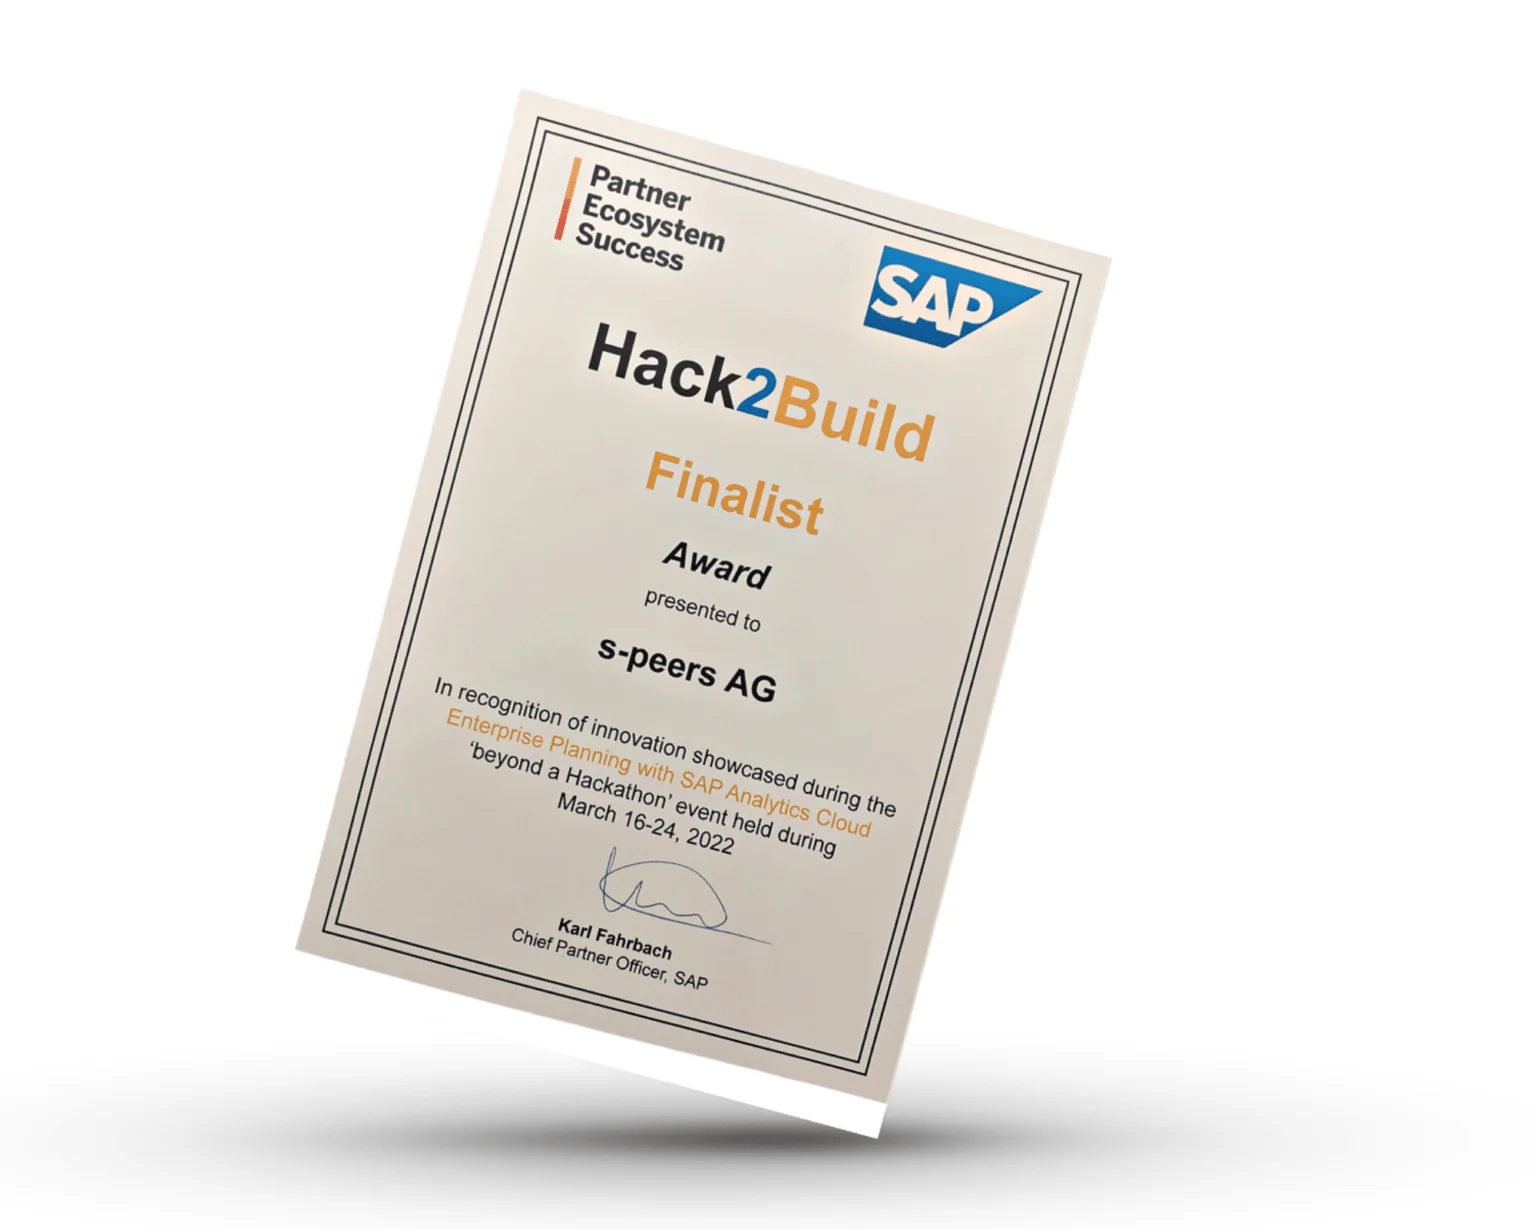 Partner
Ecosystem
Success
SAP
Hack2Build
Finalist
Award
presented to
s-peers AG
In recognition of innovation showcased during the
Enterprise Planning with SAP Analytics Cloud
‘beyond a Hackathon’ event held during
March 16-24, 2022
Karl Fahrbach
Chief Partner Officer, SAP